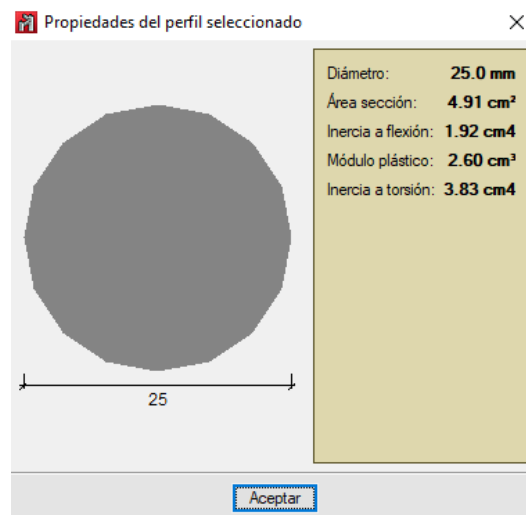 Propiedades del perfil seleccionado
Diámetro: 25.0 mm
Área sección: 4.91 cm²
Inercia a flexión: 1.92 cm4
Módulo plástico: 2.60 cm³
Inercia a torsión: 3.83 cm4
25
Aceptar